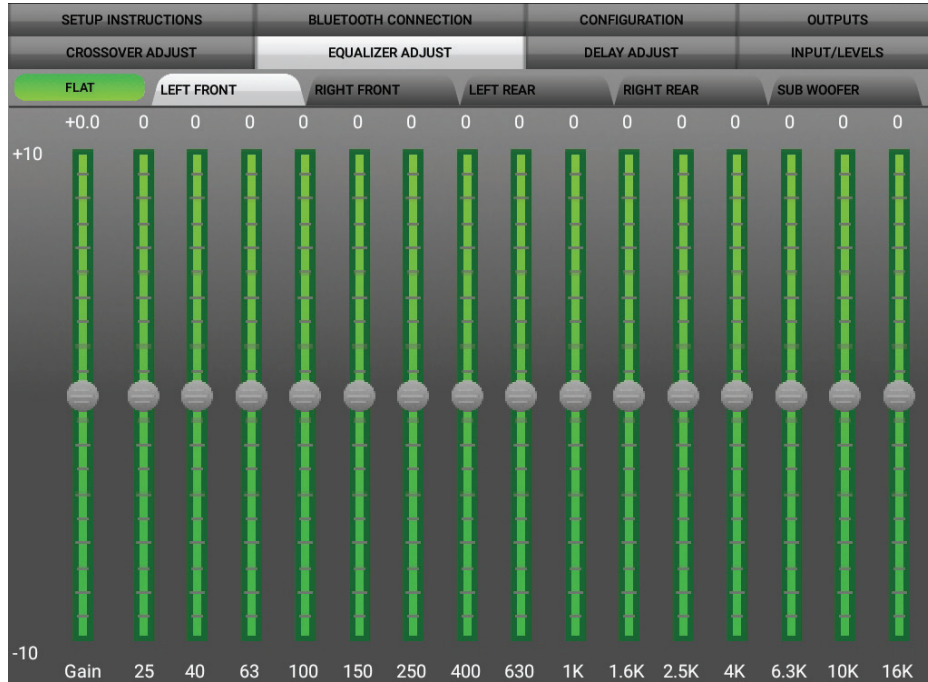 SETUP INSTRUCTIONS BLUETOOTH CONNECTION CONFIGURATION OUTPUTS
CROSSOVER ADJUST EQUALIZER ADJUST DELAY ADJUST INPUT/LEVELS
FLAT LEFT FRONT RIGHT FRONT LEFT REAR RIGHT REAR SUB WOOFER
+0.0 0 0 0 0 0 0 0 0 0 0 0 0 0 0 0
+10
-10
Gain 25 40 63 100 150 250 400 630 1K 1.6K 2.5K 4K 6.3K 10K 16K